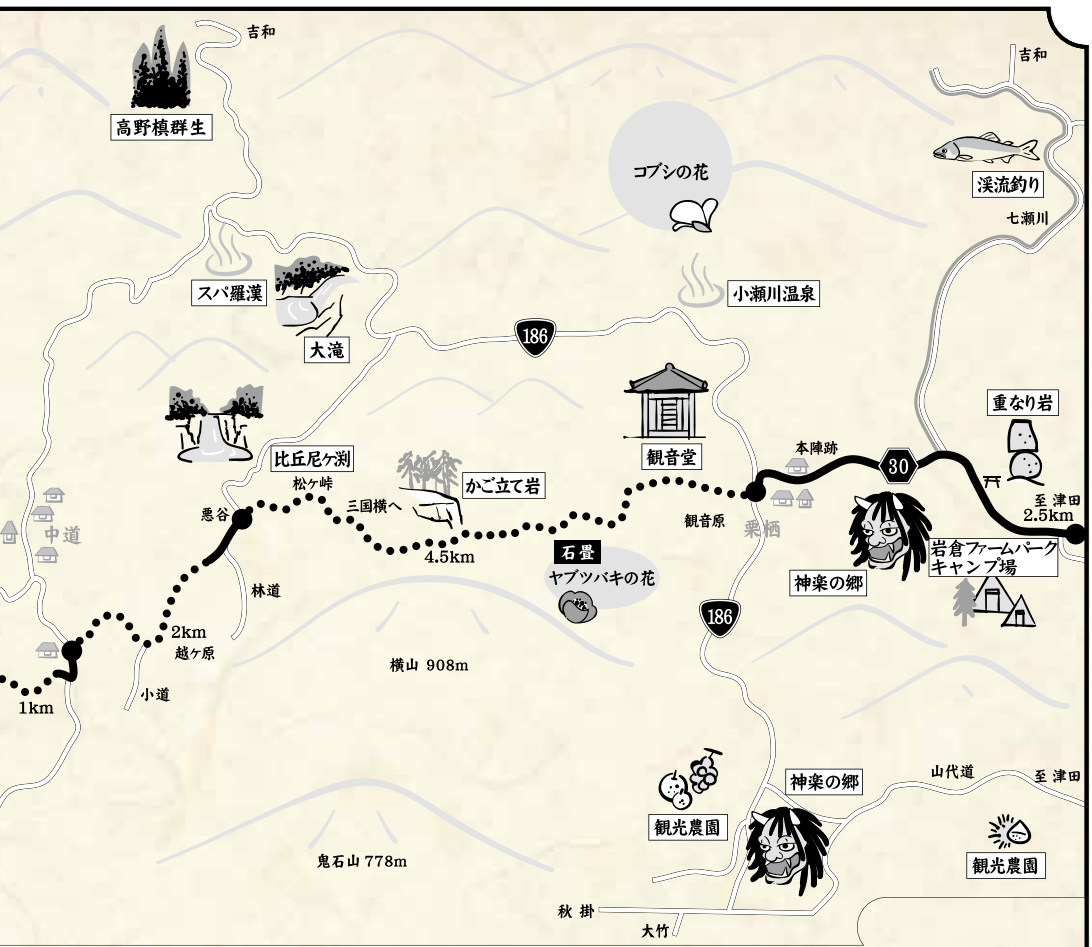 吉和
吉和
高野槙群生
コブシの花
渓流釣り
七瀬川
スパ羅漢
小瀬川温泉
大滝
186
重なり岩
比丘尼ヶ渕
松ヶ峠
かご立て岩
観音堂
本陣跡
30
三国横へ
悪谷
中道
観音原
栗栖
至津田
2.5km
4.5km
石畳
ヤブツバキの花
神楽の郷
岩倉ファームパーク
キャンプ場
林道
186
2km
越ヶ原
横山 908m
小道
1km
神楽の郷
山代道
至 津田
観光農園
鬼石山 778m
観光農園
秋 掛
大竹